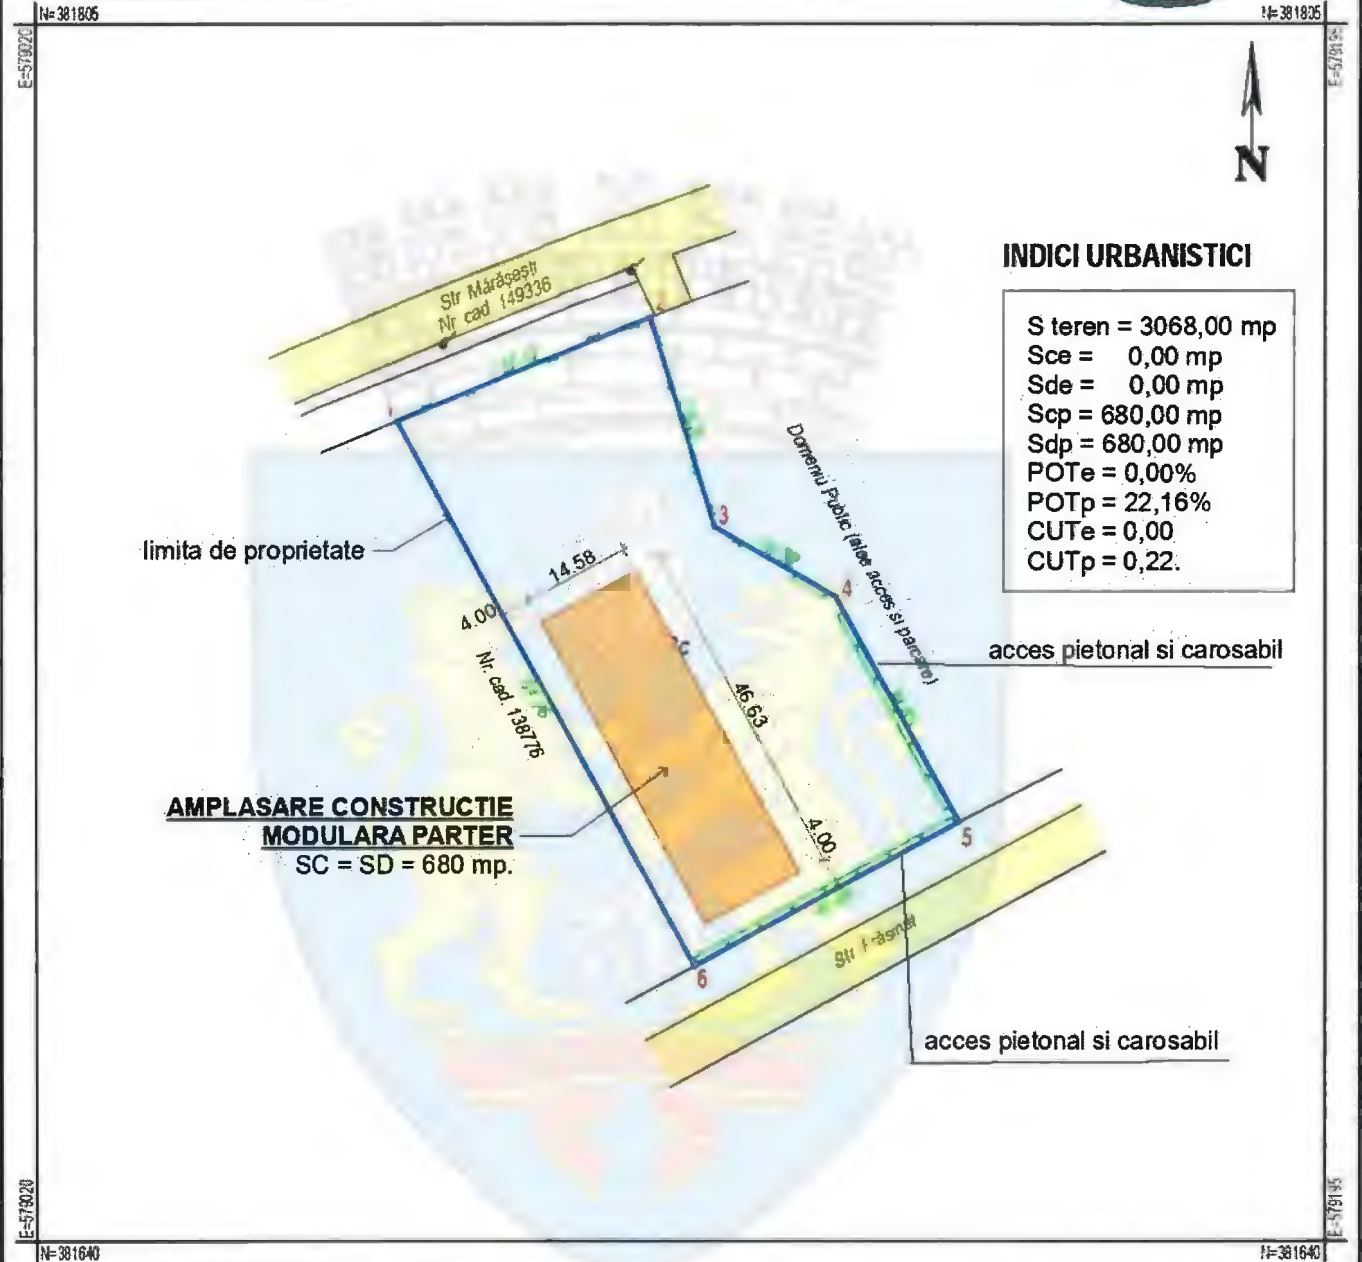 N=381805
N=381805
E=579020
E=579195
N
INDICI URBANISTICI
S teren = 3068,00 mp
Sce = 0,00 mp
Sde = 0,00 mp
Scp = 680,00 mp
Sdp = 680,00 mp
POTe = 0,00%
POTp = 22,16%
CUTe = 0,00
CUTp = 0,22.
Str Mărășești
Nr cad 149336
Domeniu Public (alee acces si parcare)
3
limita de proprietate
14.58
4
4.00
acces pietonal si carosabil
Nr. cad. 138776
46.63
AMPLASARE CONSTRUCTIE
MODULARA PARTER
SC = SD = 680 mp.
4.00
5
Str
6
acces pietonal si carosabil
E=579020
E=579195
N=381640
N=381640